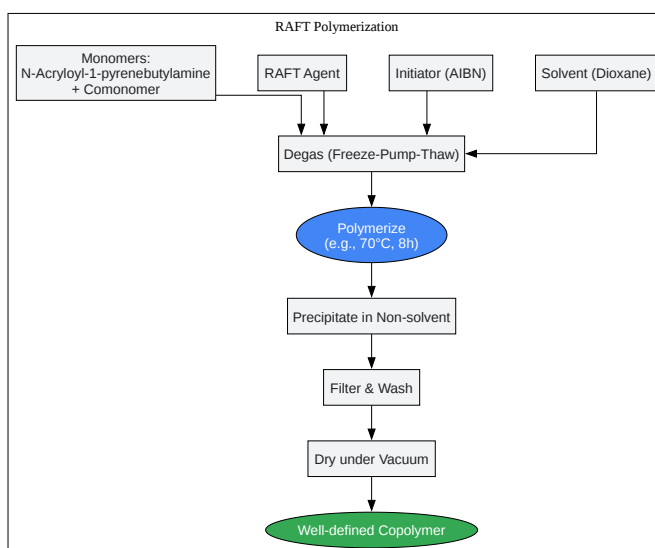 RAFT Polymerization
Monomers:
N-Acryloyl-1-pyrenebutylamine
+ Comonomer
RAFT Agent
Initiator (AIBN)
Solvent (Dioxane)
Degas (Freeze-Pump-Thaw)
Polymerize
(e.g., 70°C, 8h)
Precipitate in Non-solvent
Filter & Wash
Dry under Vacuum
Well-defined Copolymer